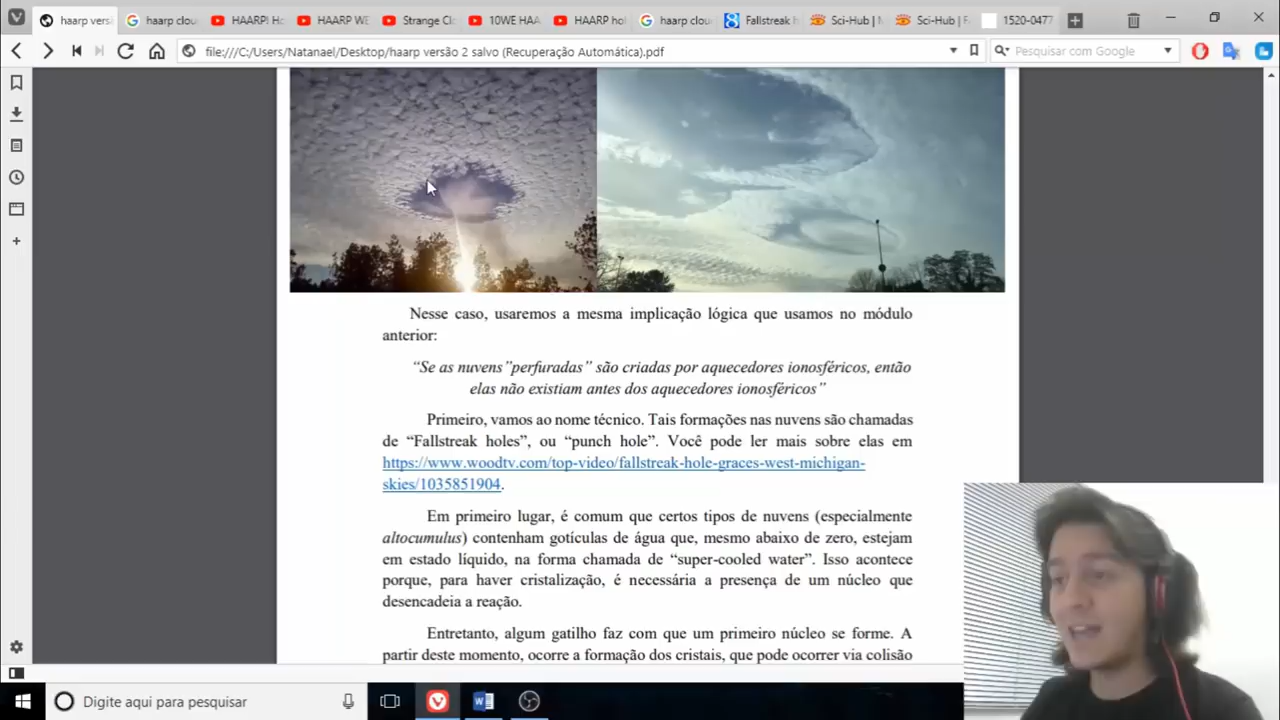 haarp versã
haarp clou
HAARP! Ho
HAARP WE
Strange Cl
10WE HAA
HAARP hol
haarp clou
Fallstreak h
Sci-Hub | N
Sci-Hub | F
1520-0477
file:///C:/Users/Natanael/Desktop/haarp versão 2 salvo (Recuperação Automática).pdf
Pesquisar com Google
Nesse caso, usaremos a mesma implicação lógica que usamos no módulo
anterior:
“Se as nuvens”perfuradas” são criadas por aquecedores ionosféricos, então
elas não existiam antes dos aquecedores ionosféricos”
Primeiro, vamos ao nome técnico. Tais formações nas nuvens são chamadas
de “Fallstreak holes”, ou “punch hole”. Você pode ler mais sobre elas em
https://www.woodtv.com/top-video/fallstreak-hole-graces-west-michigan-
skies/1035851904.
Em primeiro lugar, é comum que certos tipos de nuvens (especialmente
altocumulus) contenham gotículas de água que, mesmo abaixo de zero, estejam
em estado líquido, na forma chamada de “super-cooled water”. Isso acontece
porque, para haver cristalização, é necessária a presença de um núcleo que
desencadeia a reação.
Entretanto, algum gatilho faz com que um primeiro núcleo se forme. A
partir deste momento, ocorre a formação dos cristais, que pode ocorrer via colisão
Digite aqui para pesquisar